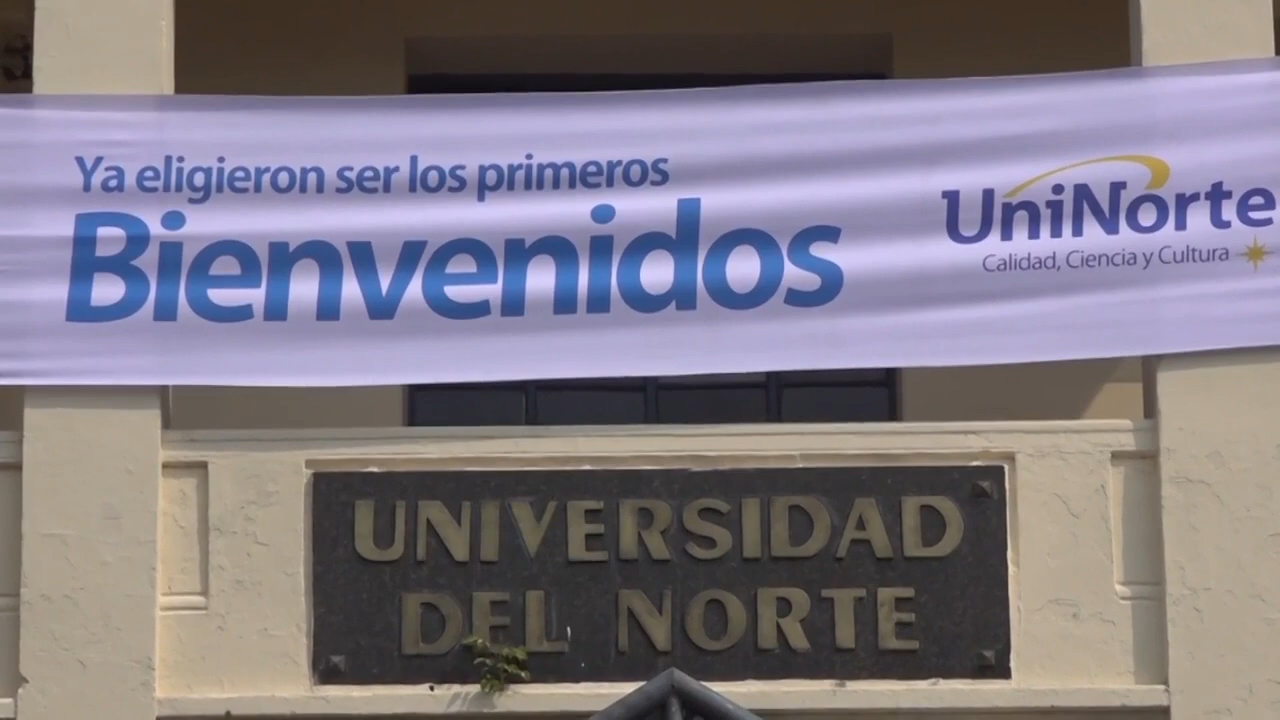 Ya eligieron ser los primeros
Bienvenidos
UniNorte
Calidad, Ciencia y Cultura
UNIVERSIDAD
DEL NORTE